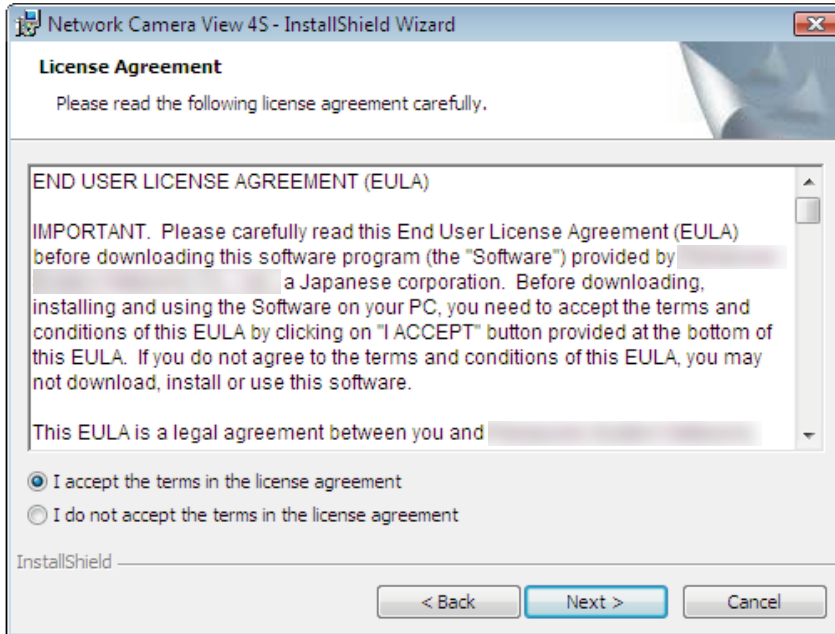 Network Camera View 4S - InstallShield Wizard
License Agreement
Please read the following license agreement carefully.
END USER LICENSE AGREEMENT (EULA)
IMPORTANT.  Please carefully read this End User License Agreement (EULA)
before downloading this software program (the "Software") provided by
a Japanese corporation.  Before downloading,
installing and using the Software on your PC, you need to accept the terms and
conditions of this EULA by clicking on "I ACCEPT" button provided at the bottom of
this EULA.  If you do not agree to the terms and conditions of this EULA, you may
not download, install or use this software.
This EULA is a legal agreement between you and
I accept the terms in the license agreement
I do not accept the terms in the license agreement
InstallShield
< Back Next > Cancel